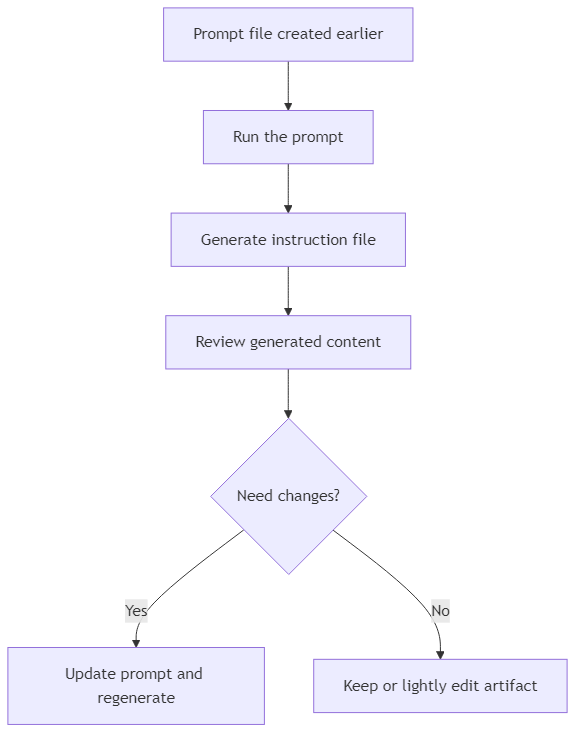 Prompt file created earlier
Run the prompt
Generate instruction file
Review generated content
Need changes?
Yes
No
Update prompt and
regenerate
Keep or lightly edit artifact